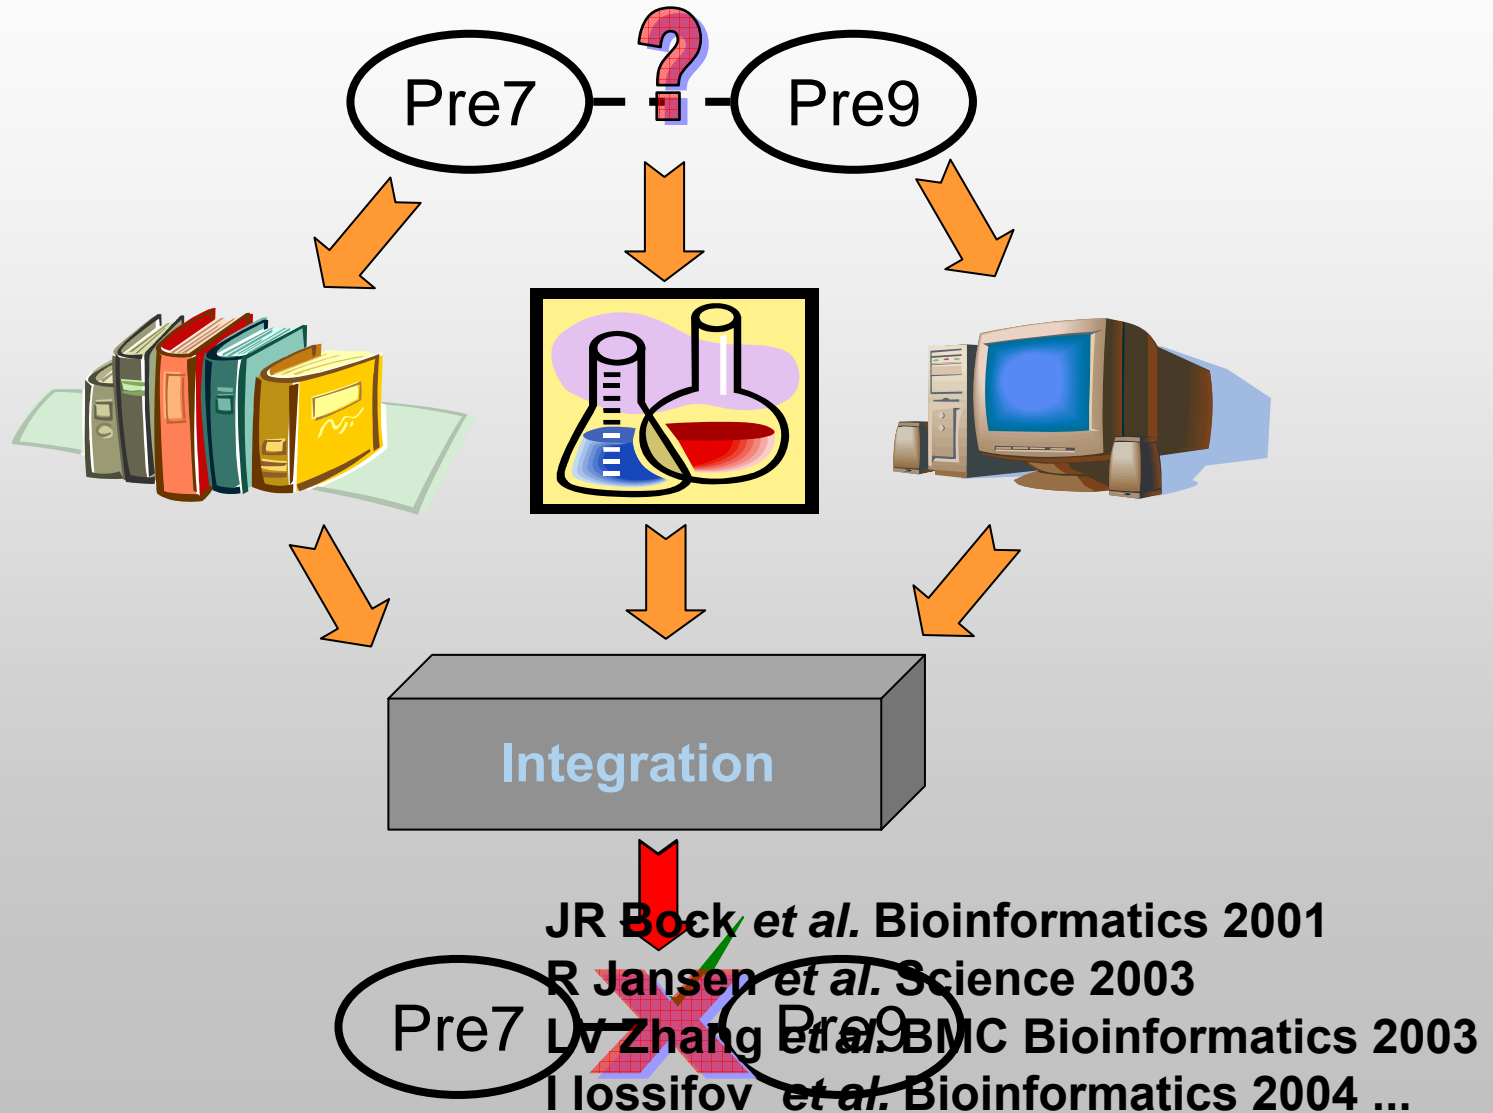 Pre7 ? Pre9
Integration
JR Bock et al. Bioinformatics 2001
R Jansen et al. Science 2003
Pre7 Pre9
LV Zhang et al. BMC Bioinformatics 2003
I Iossifov et al. Bioinformatics 2004 ...